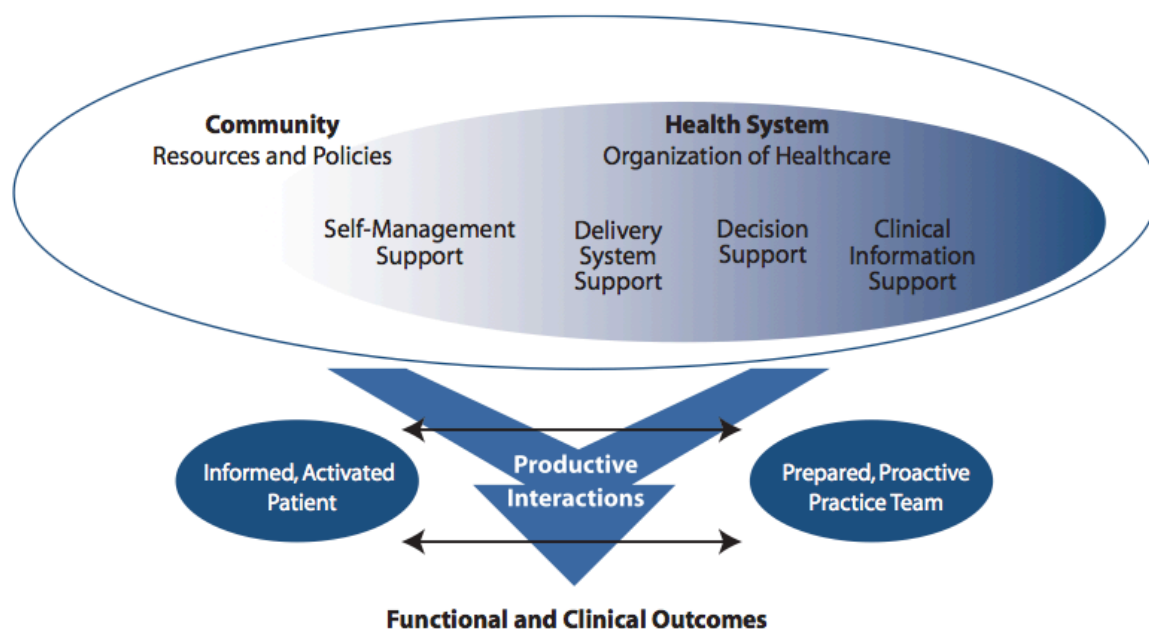 Community
Resources and Policies
Health System
Organization of Healthcare
Self-Management
Support
Delivery
System
Support
Decision
Support
Clinical
Information
Support
Informed, Activated
Patient
Productive
Interactions
Prepared, Proactive
Practice Team
Functional and Clinical Outcomes